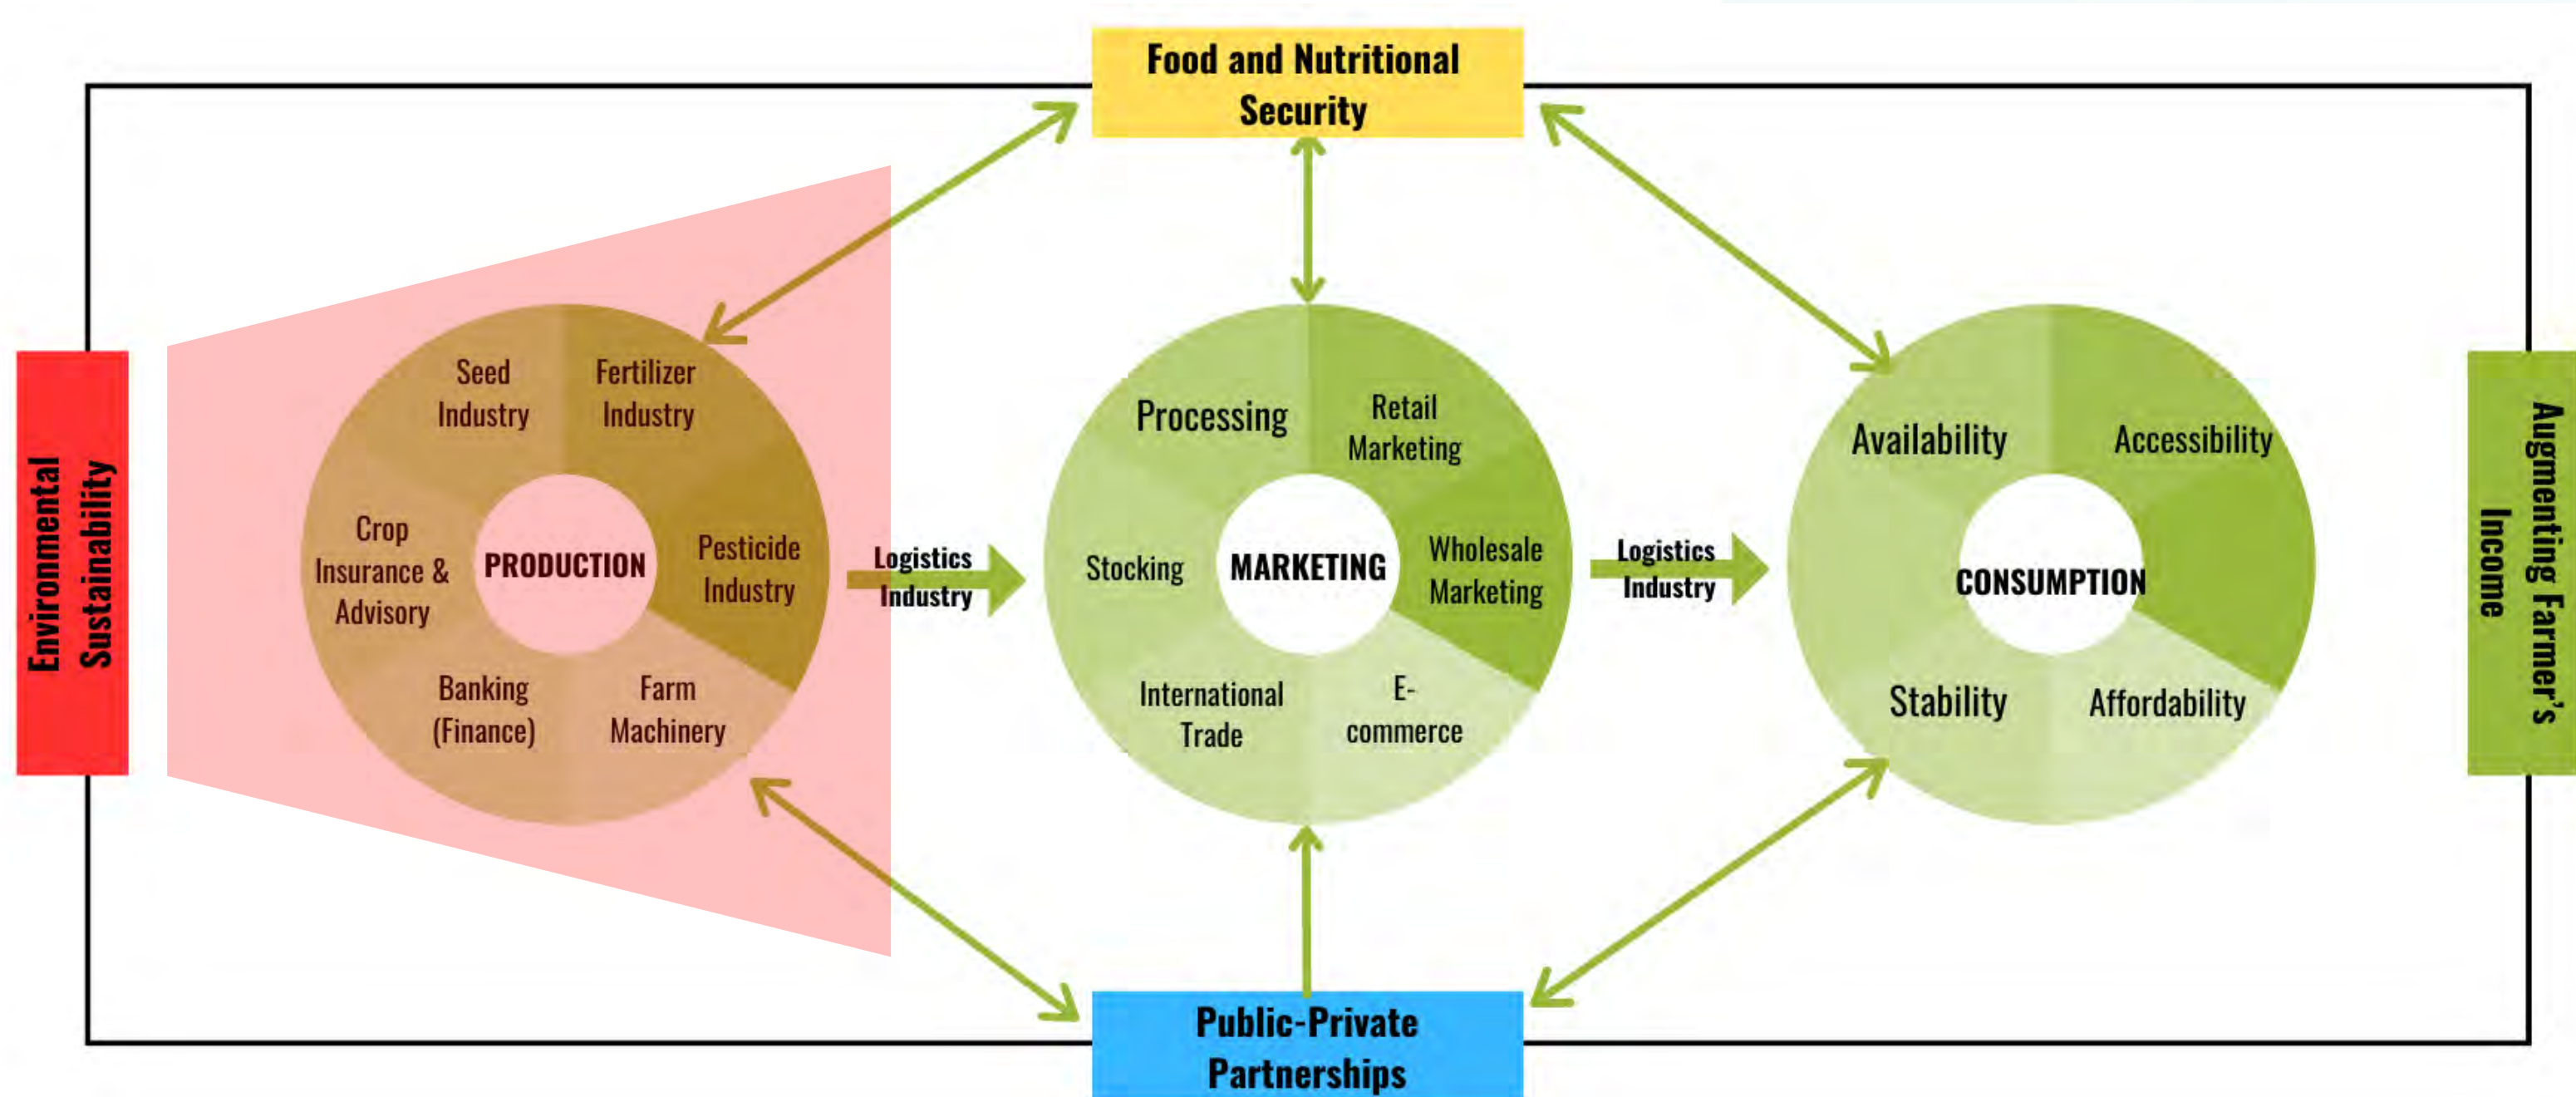 Food and Nutritional
Security
Environmental
Sustainability
Seed
Industry
Fertilizer
Industry
Crop
Insurance &
Advisory
PRODUCTION
Pesticide
Industry
Banking
(Finance)
Farm
Machinery
Logistics
Industry
Processing
Retail
Marketing
Stocking
MARKETING
Wholesale
Marketing
International
Trade
E-
commerce
Logistics
Industry
Availability
Accessibility
CONSUMPTION
Stability
Affordability
Augmenting Farmer's
Income
Public-Private
Partnerships